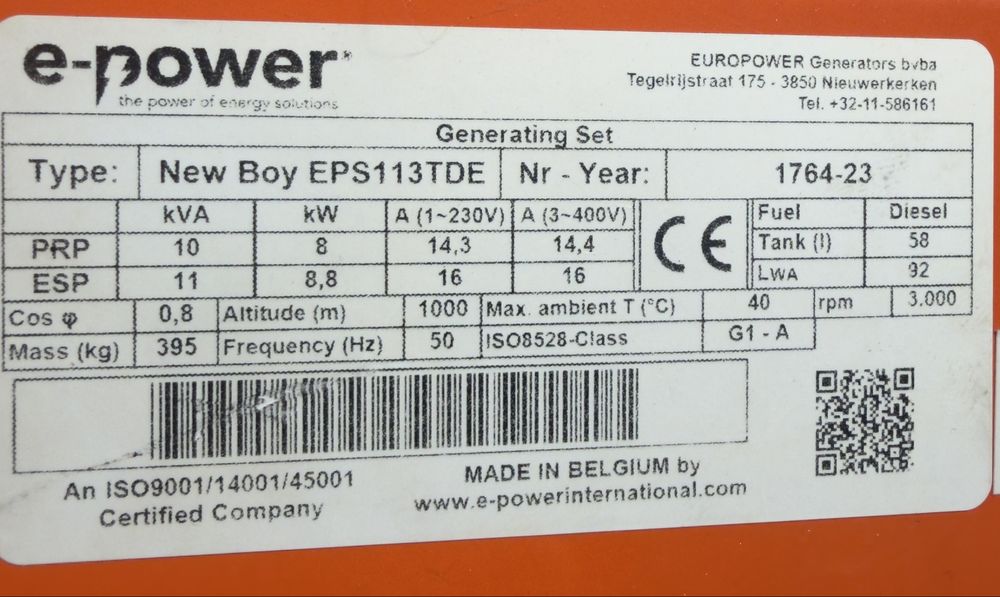 e-power
the power of energy solutions
EUROPOWER Generators bvba
Tegelrijstraat 175 - 3850 Nieuwerkerken
Tel. +32-11-586161
Generating Set
Type: New Boy EPS113TDE Nr - Year: 1764-23
kVA kW A (1~230V) A (3~400V) Fuel Diesel
PRP 10 8 14,3 14,4 Tank (l) 58
ESP 11 8,8 16 16 LWA 92
CE
Cos φ 0,8 Altitude (m) 1000 Max. ambient T (°C) 40 rpm 3.000
Mass (kg) 395 Frequency (Hz) 50 ISO8528-Class G1 - A
An ISO9001/14001/45001
Certified Company
MADE IN BELGIUM by
www.e-powerinternational.com